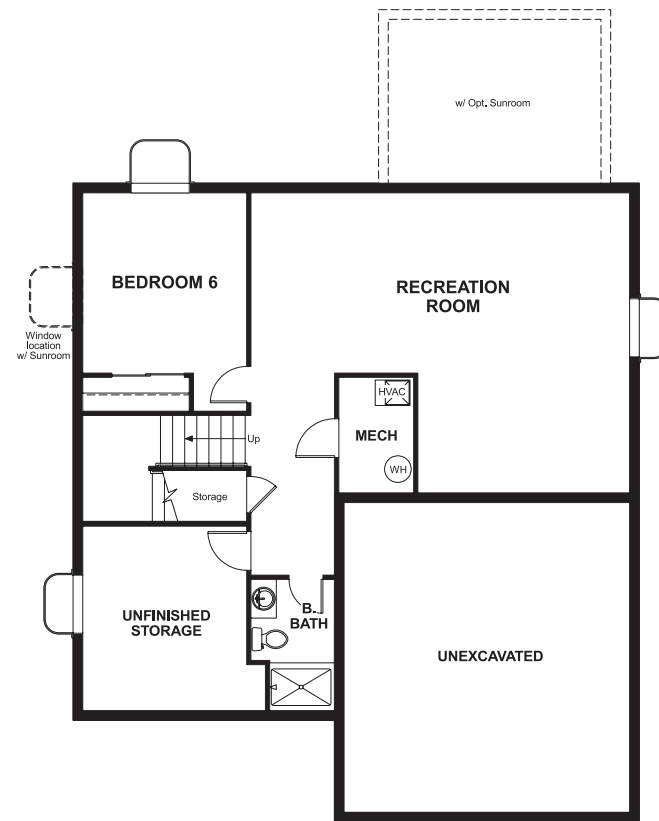 w/ Opt. Sunroom
BEDROOM 6
RECREATION
ROOM
Window
location
w/ Sunroom
HVAC
MECH
Up
WH
Storage
UNFINISHED
STORAGE
B.
BATH
UNEXCAVATED